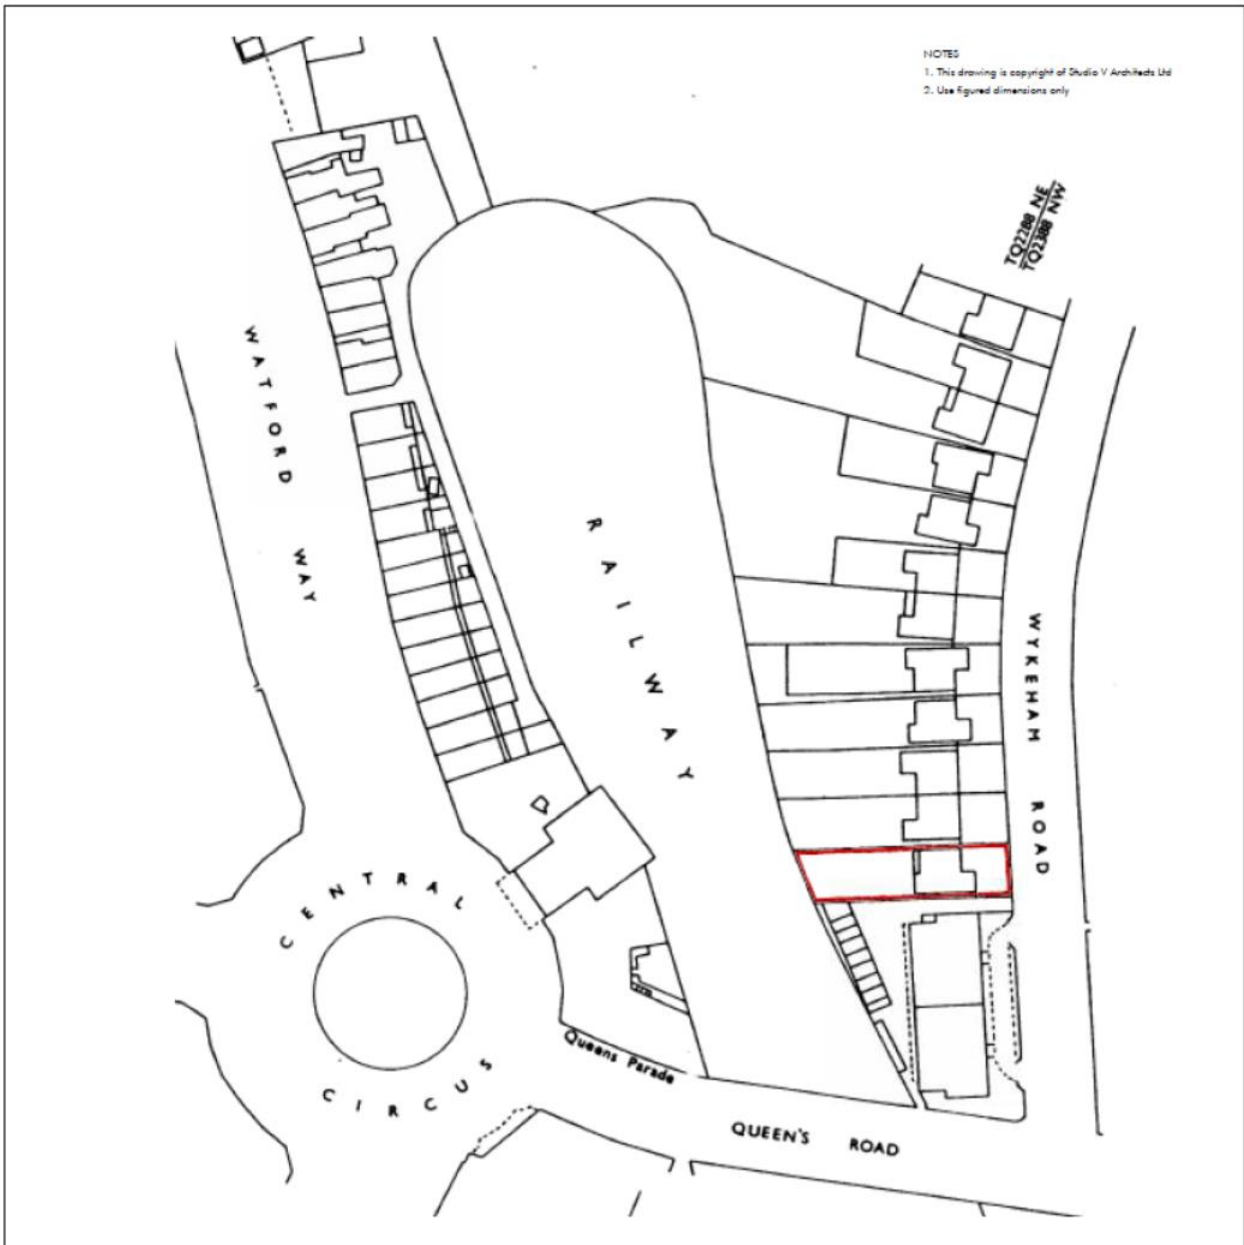 NOTES
1. This drawing is copyright of Studio V Architects Ltd
2. Use figured dimensions only
TQ2288 NE
TQ2388 NW
WATFORD WAY
RAILWAY
WYKEHAM ROAD
CENTRAL
CIRCUS
Queens Parade
QUEEN'S ROAD